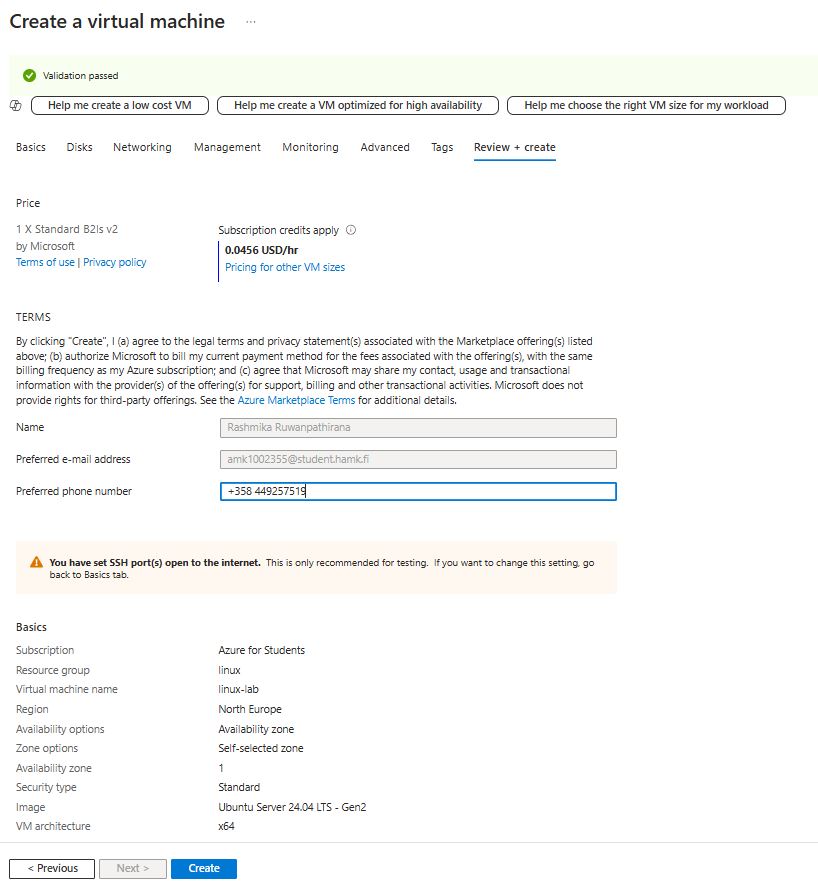 Create a virtual machine ...
Validation passed
Help me create a low cost VM Help me create a VM optimized for high availability Help me choose the right VM size for my workload
Basics Disks Networking Management Monitoring Advanced Tags Review + create
Price
1 X Standard B2ls v2
by Microsoft
Terms of use | Privacy policy
Subscription credits apply
0.0456 USD/hr
Pricing for other VM sizes
TERMS
By clicking "Create", I (a) agree to the legal terms and privacy statement(s) associated with the Marketplace offering(s) listed
above; (b) authorize Microsoft to bill my current payment method for the fees associated with the offering(s), with the same
billing frequency as my Azure subscription; and (c) agree that Microsoft may share my contact, usage and transactional
information with the provider(s) of the offering(s) for support, billing and other transactional activities. Microsoft does not
provide rights for third-party offerings. See the Azure Marketplace Terms for additional details.
Name Rashmika Ruwanpathirana
Preferred e-mail address amk1002355@student.hamk.fi
Preferred phone number +358 449257519
You have set SSH port(s) open to the internet. This is only recommended for testing. If you want to change this setting, go
back to Basics tab.
Basics
Subscription Azure for Students
Resource group linux
Virtual machine name linux-lab
Region North Europe
Availability options Availability zone
Zone options Self-selected zone
Availability zone 1
Security type Standard
Image Ubuntu Server 24.04 LTS - Gen2
VM architecture x64
< Previous Next > Create